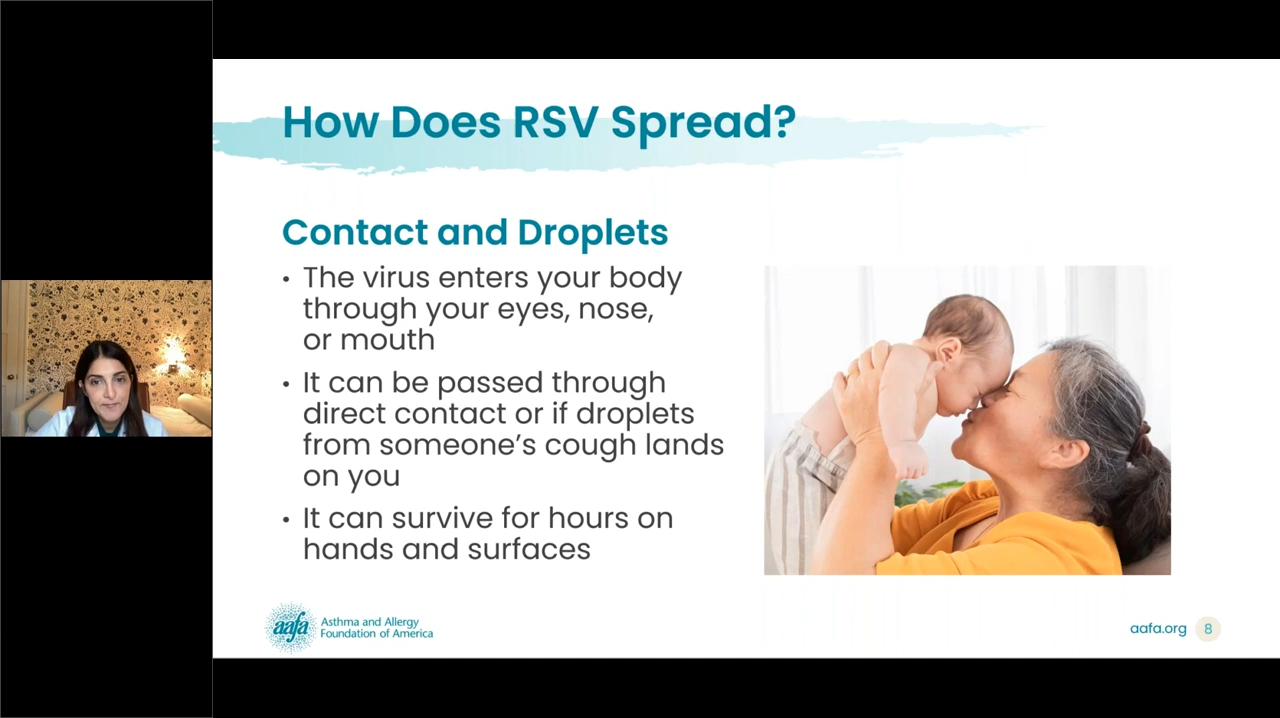 How Does RSV Spread?
Contact and Droplets
• The virus enters your body
through your eyes, nose,
or mouth
• It can be passed through
direct contact or if droplets
from someone’s cough lands
on you
• It can survive for hours on
hands and surfaces
aafa
Asthma and Allergy
Foundation of America
aafa.org 8